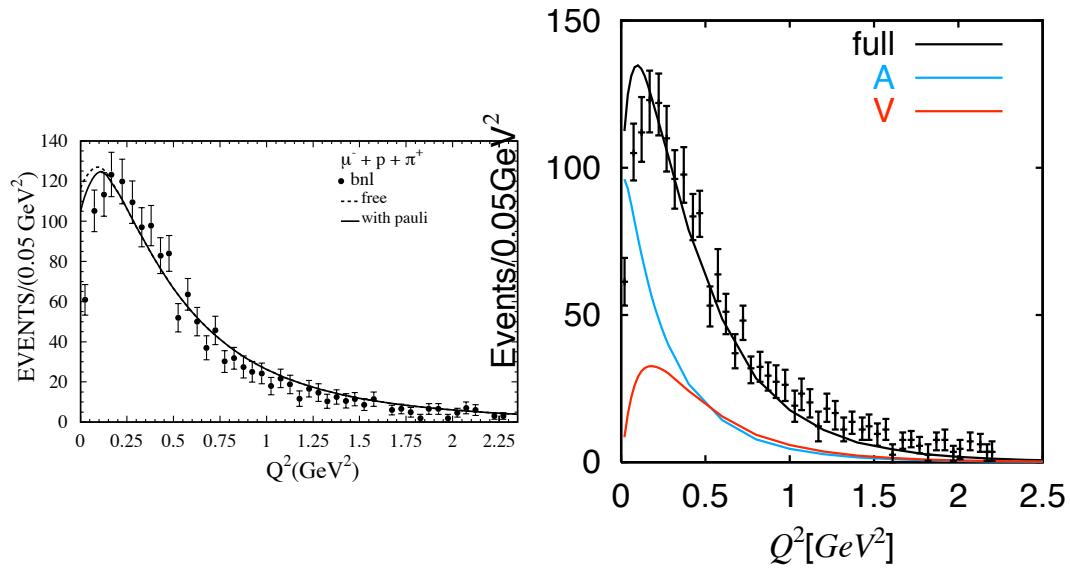 EVENTS/(0.05 GeV²)
140
120
100
80
60
40
20
0
μ⁻ + p + π⁺
bnl
free
with pauli
0 0.25 0.5 0.75 1 1.25 1.5 1.75 2 2.25
Q²(GeV²)
Events/0.05GeV²
150
100
50
0
full
A
V
0 0.5 1 1.5 2 2.5
Q²[GeV²]